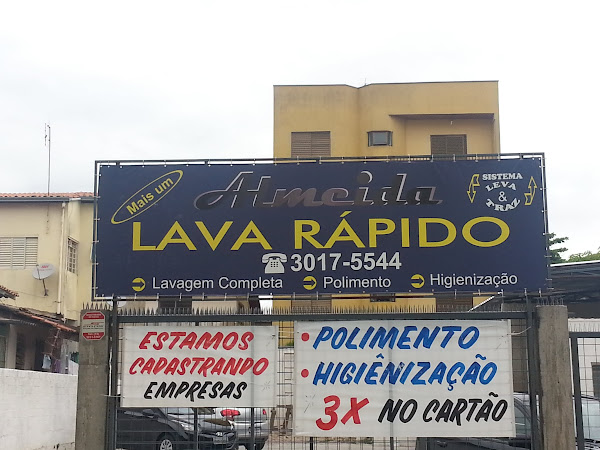 Mais um
Almeida
SISTEMA
LEVA
&
TRAZ
LAVA RÁPIDO
☎3017-5544
Lavagem Completa
Polimento
Higienização
ESTAMOS
CADASTRANDO
EMPRESAS
• POLIMENTO
• HIGIÊNIZAÇÃO
3X NO CARTÃO